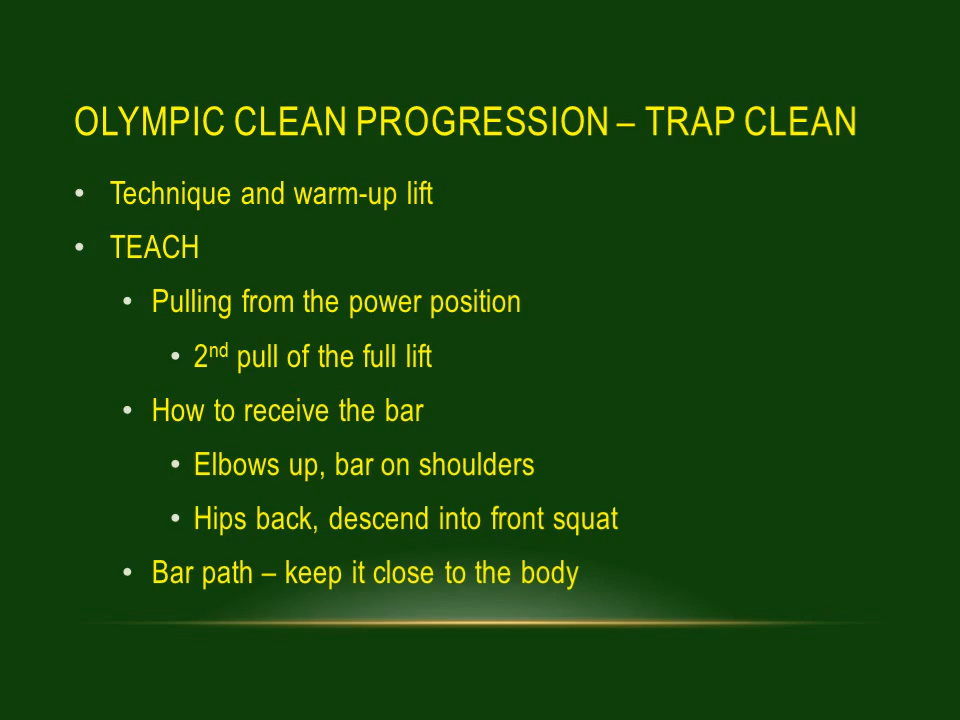 OLYMPIC CLEAN PROGRESSION – TRAP CLEAN
• Technique and warm-up lift
• TEACH
• Pulling from the power position
• 2nd pull of the full lift
• How to receive the bar
• Elbows up, bar on shoulders
• Hips back, descend into front squat
• Bar path – keep it close to the body